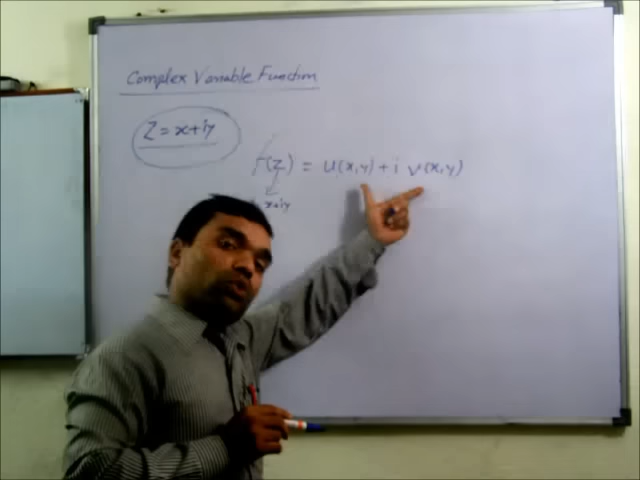 Complex Variable Function
Z = x+iy
f(z) = u(x,y) + i v(x,y)
x+iy